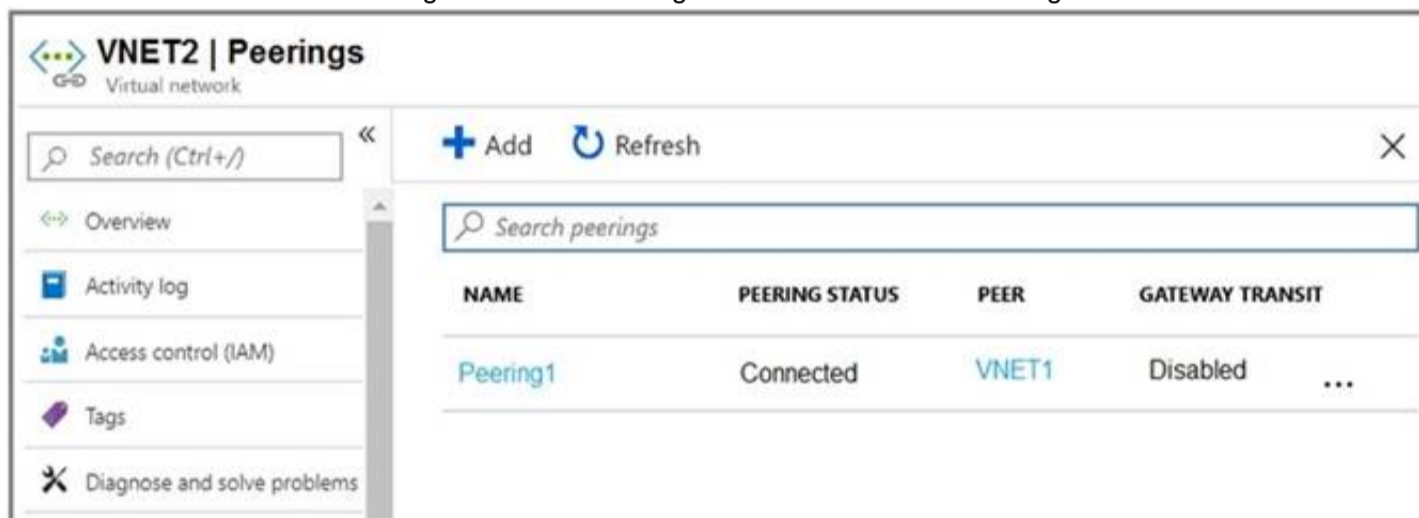 VNET2 | Peerings
Virtual network
Search (Ctrl+/)
«
Overview
Activity log
Access control (IAM)
Tags
Diagnose and solve problems
Add Refresh
Search peerings
NAME PEERING STATUS PEER GATEWAY TRANSIT
Peering1 Connected VNET1 Disabled ...